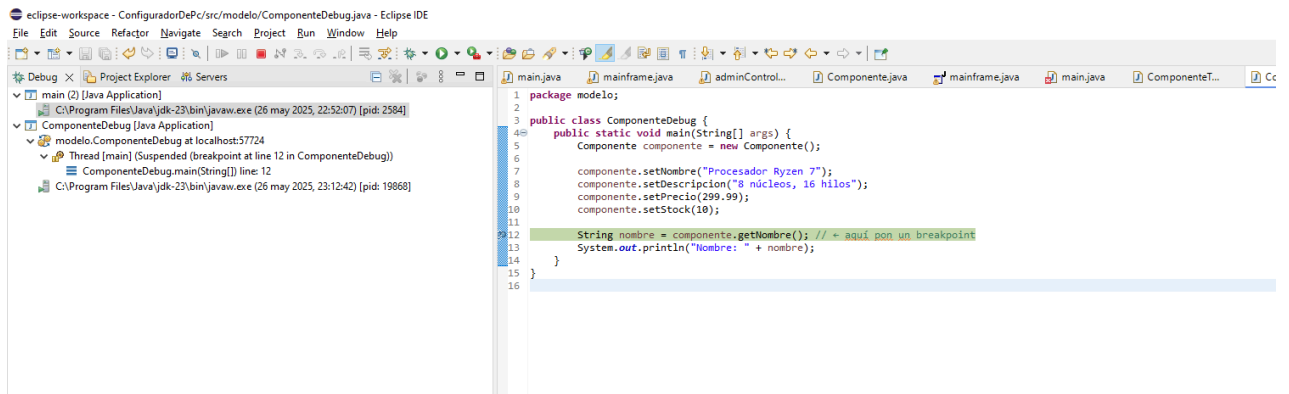 eclipse-workspace - ConfiguradorDePc/src/modelo/ComponenteDebug.java - Eclipse IDE
File Edit Source Refactor Navigate Search Project Run Window Help
Debug Project Explorer Servers
main (2) [Java Application]
C:\Program Files\Java\jdk-23\bin\javaw.exe (26 may 2025, 22:52:07) [pid: 2584]
ComponenteDebug [Java Application]
modelo.ComponenteDebug at localhost:57724
Thread [main] (Suspended (breakpoint at line 12 in ComponenteDebug))
ComponenteDebug.main(String[]) line: 12
C:\Program Files\Java\jdk-23\bin\javaw.exe (26 may 2025, 23:12:42) [pid: 19868]
main.java mainframe.java adminControl... Componente.java mainframe.java main.java ComponenteT... Co
1 package modelo;
2
3 public class ComponenteDebug {
4 public static void main(String[] args) {
5 Componente componente = new Componente();
6
7 componente.setNombre("Procesador Ryzen 7");
8 componente.setDescripcion("8 núcleos, 16 hilos");
9 componente.setPrecio(299.99);
10 componente.setStock(10);
11
12 String nombre = componente.getNombre(); // ← aquí pon un breakpoint
13 System.out.println("Nombre: " + nombre);
14 }
15 }
16